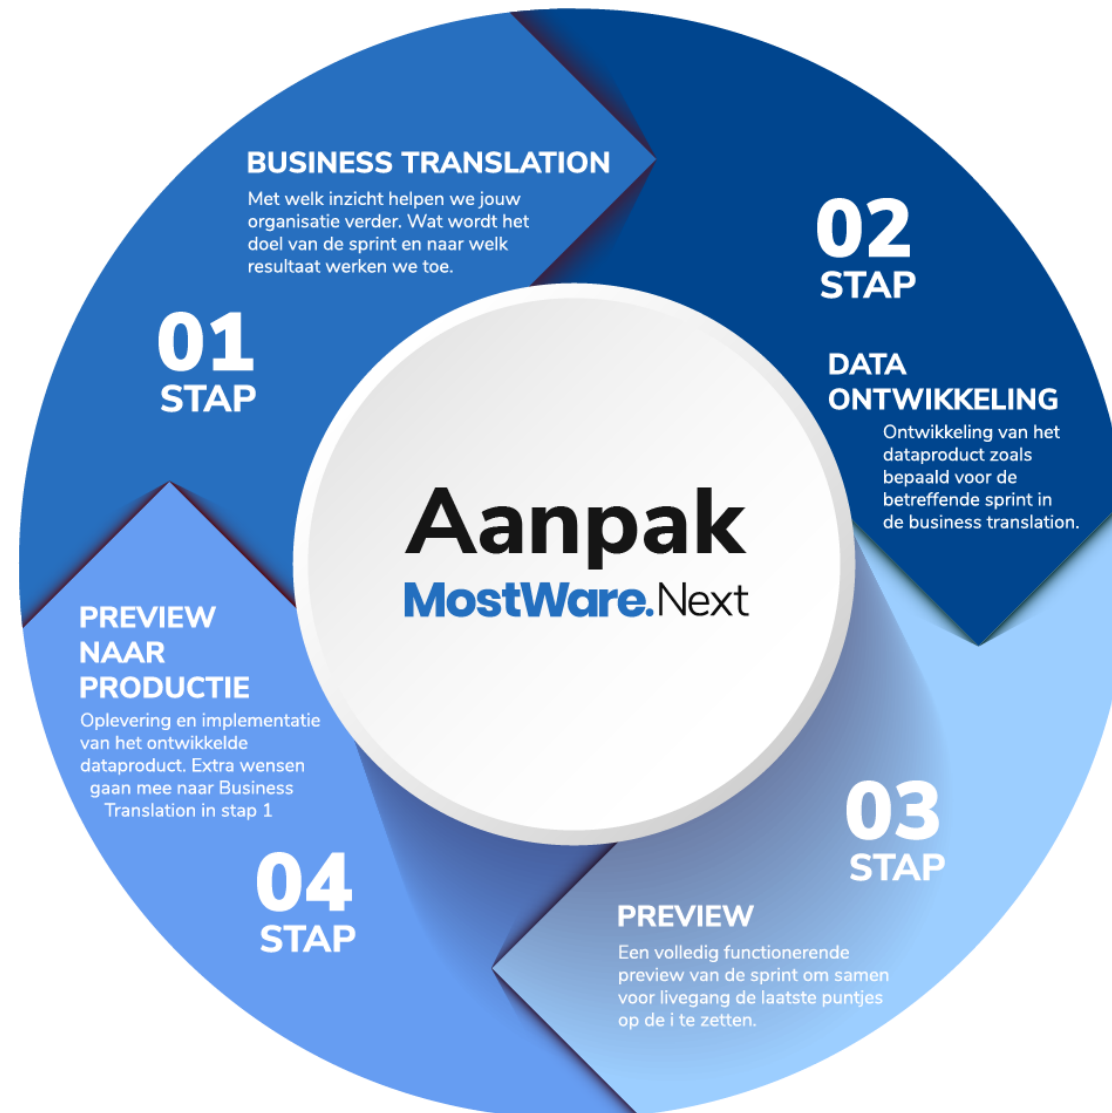 BUSINESS TRANSLATION
Met welk inzicht helpen we jouw
organisatie verder. Wat wordt het
doel van de sprint en naar welk
resultaat werken we toe.
01
STAP
02
STAP
DATA
ONTWIKKELING
Ontwikkeling van het
dataproduct zoals
bepaald voor de
betreffende sprint in
de business translation.
Aanpak
MostWare.Next
03
STAP
PREVIEW
Een volledig functionerende
preview van de sprint om samen
voor livegang de laatste puntjes
op de i te zetten.
PREVIEW
NAAR
PRODUCTIE
Oplevering en implementatie
van het ontwikkelde
dataproduct. Extra wensen
gaan mee naar Business
Translation in stap 1
04
STAP